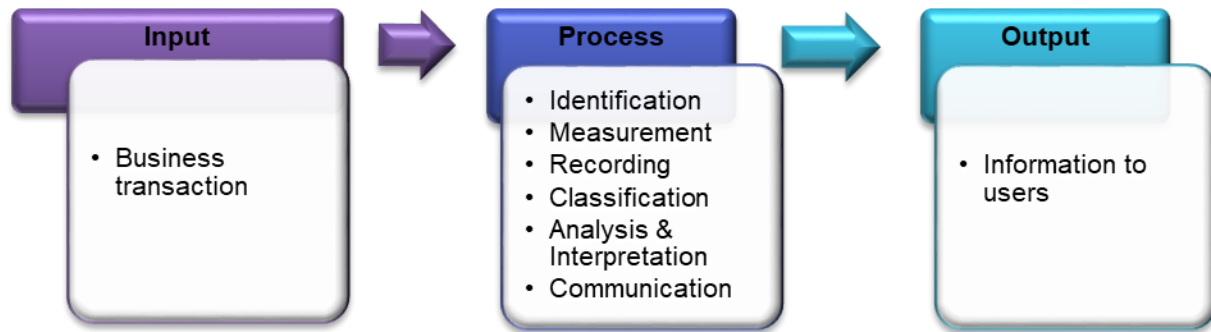 Input
• Business
transaction
Process
• Identification
• Measurement
• Recording
• Classification
• Analysis &
Interpretation
• Communication
Output
• Information to
users